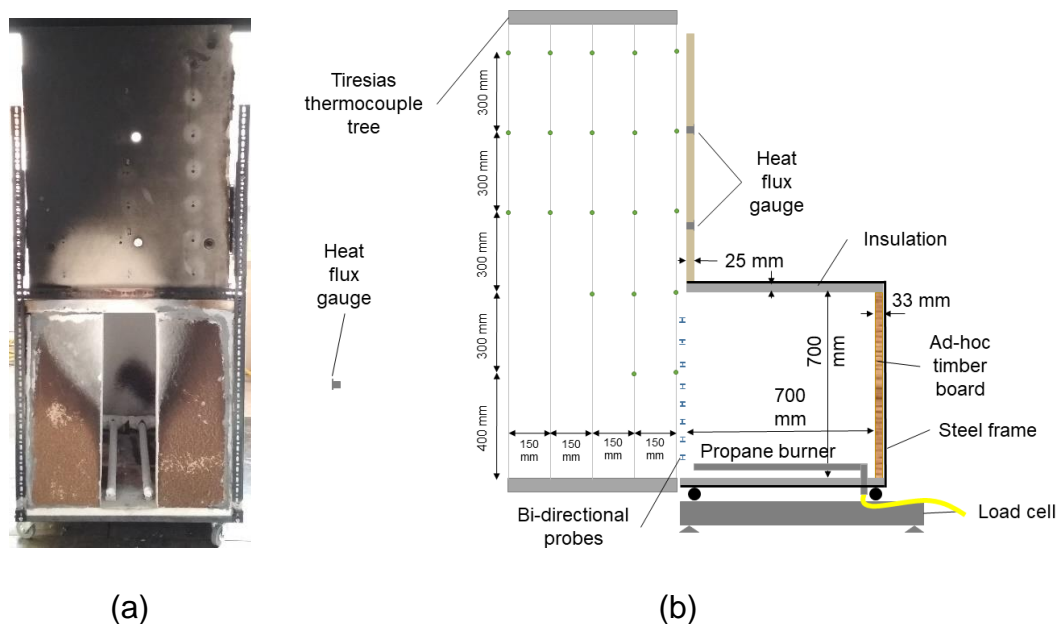 Tiresias
thermocouple
tree
300 mm
300 mm
300 mm
300 mm
400 mm
Heat
flux
gauge
Heat
flux
gauge
25 mm
Insulation
33 mm
Ad-hoc
timber
board
700
mm
700
mm
Steel frame
150
mm
150
mm
150
mm
150
mm
Propane burner
Bi-directional
probes
Load cell
(a)
(b)